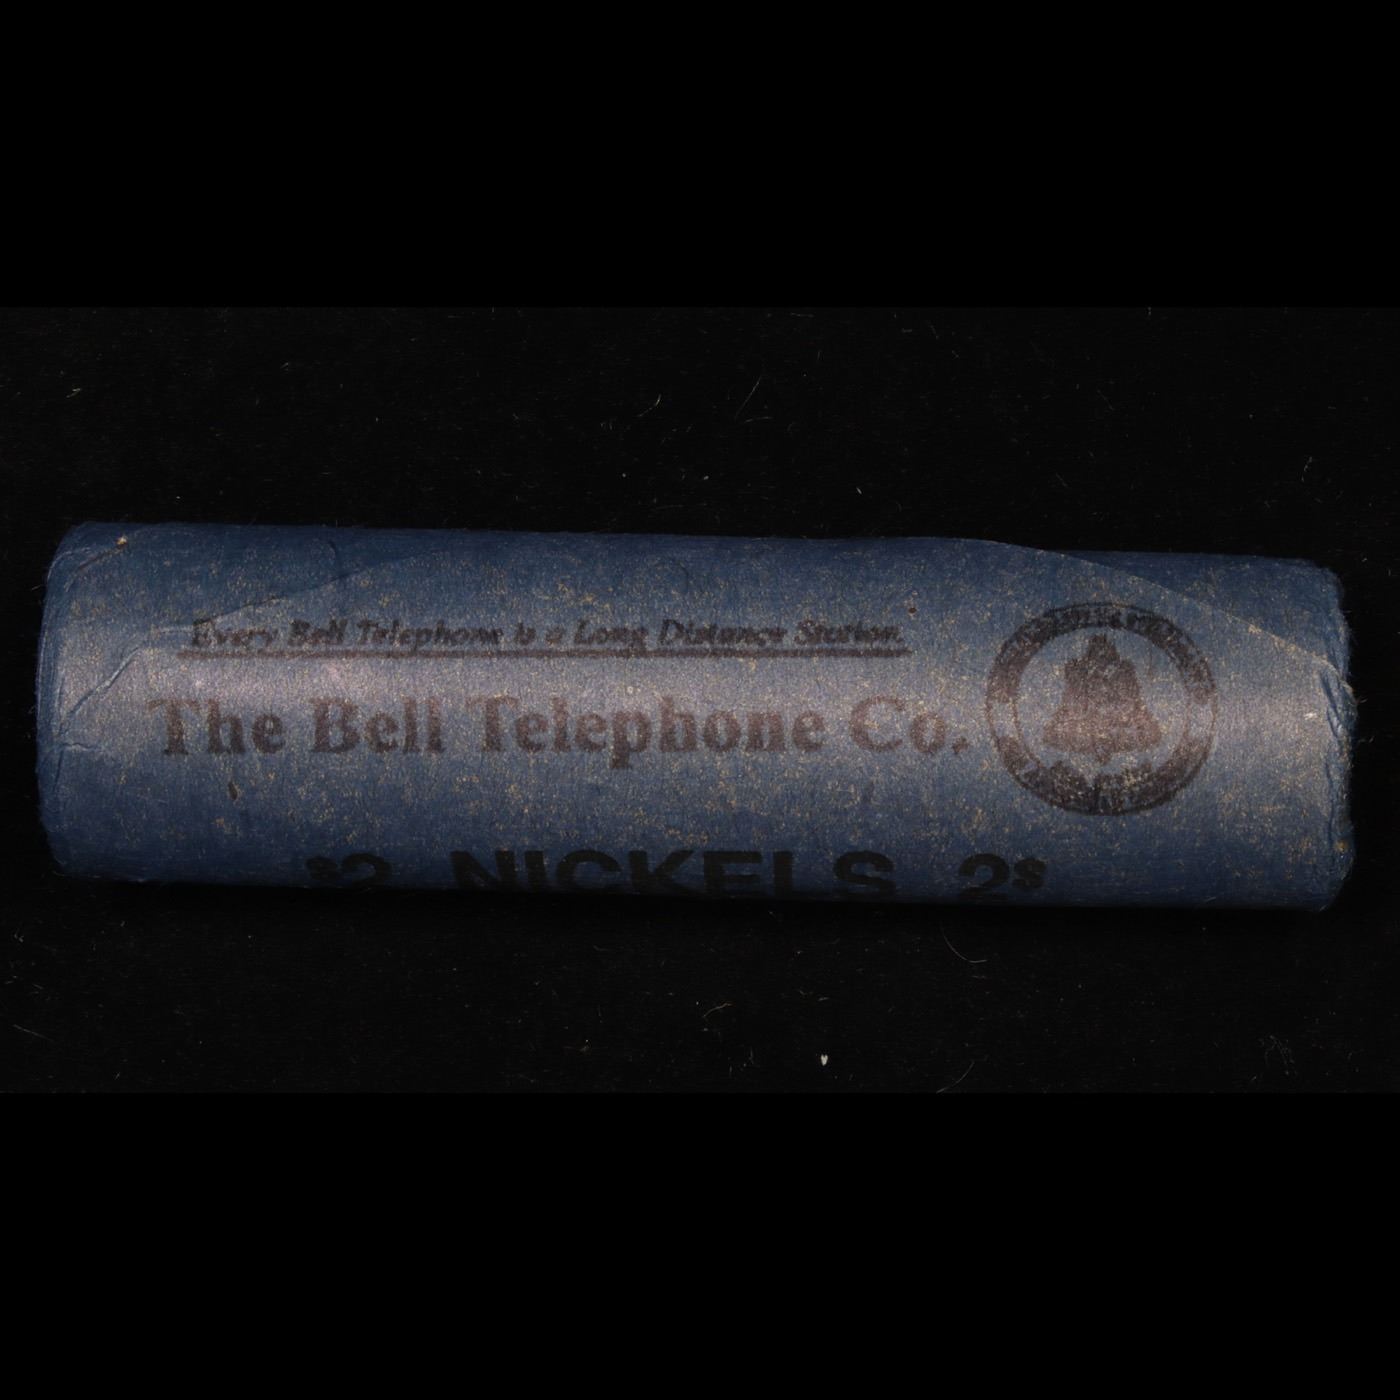 Every Bell Telephone is a Long Distance Station.
The Bell Telephone Co.
$2 NICKELS 2$